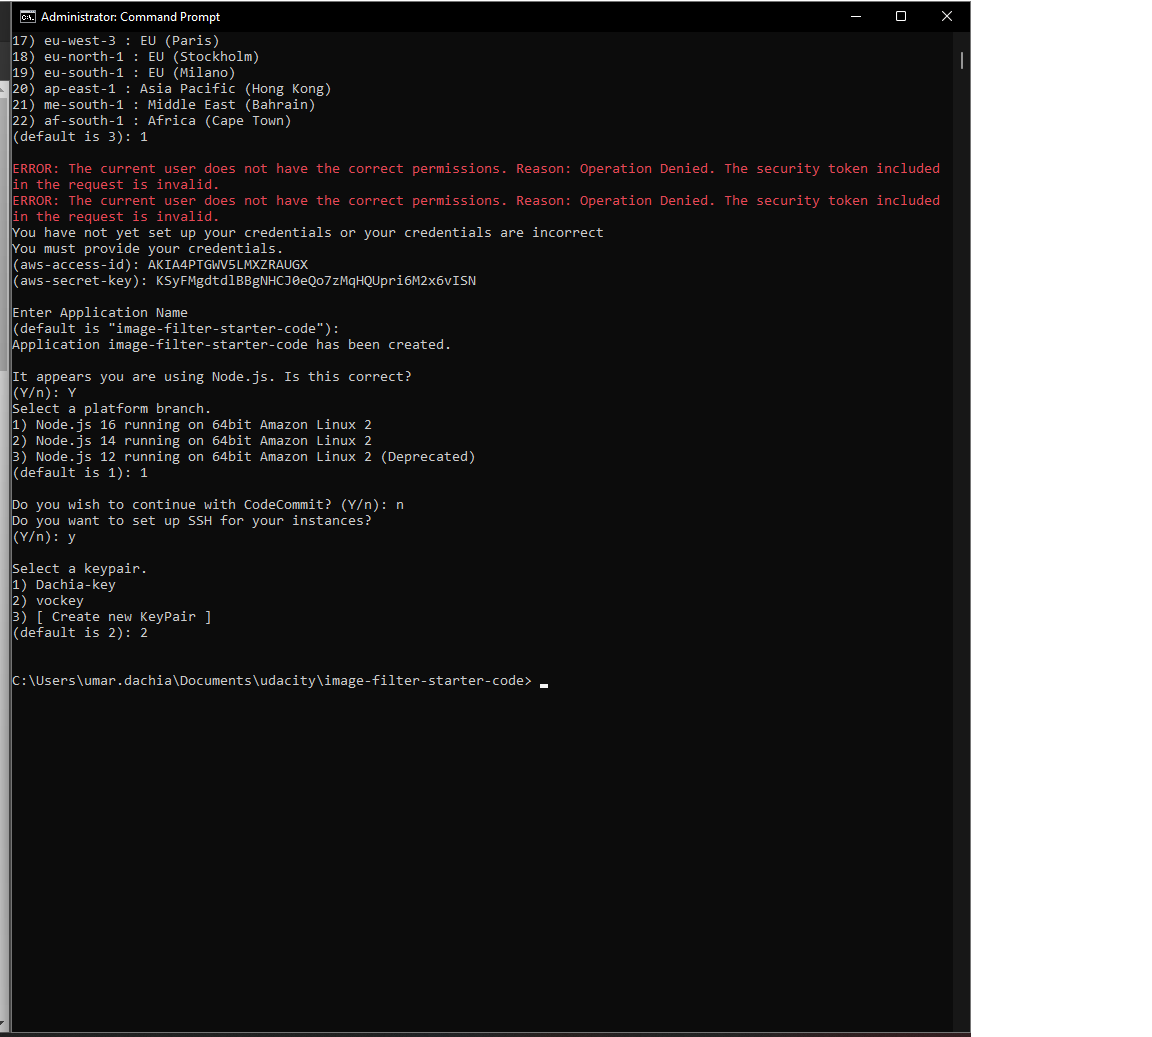 Administrator: Command Prompt
17) eu-west-3 : EU (Paris)
18) eu-north-1 : EU (Stockholm)
19) eu-south-1 : EU (Milano)
20) ap-east-1 : Asia Pacific (Hong Kong)
21) me-south-1 : Middle East (Bahrain)
22) af-south-1 : Africa (Cape Town)
(default is 3): 1
ERROR: The current user does not have the correct permissions. Reason: Operation Denied. The security token included
in the request is invalid.
ERROR: The current user does not have the correct permissions. Reason: Operation Denied. The security token included
in the request is invalid.
You have not yet set up your credentials or your credentials are incorrect
You must provide your credentials.
(aws-access-id): AKIA4PTGWV5LMXZRAUGX
(aws-secret-key): KSyFMgdtdlBBgNHCJ0eQo7zMqHQUpri6M2x6vISN
Enter Application Name
(default is "image-filter-starter-code"):
Application image-filter-starter-code has been created.
It appears you are using Node.js. Is this correct?
(Y/n): Y
Select a platform branch.
1) Node.js 16 running on 64bit Amazon Linux 2
2) Node.js 14 running on 64bit Amazon Linux 2
3) Node.js 12 running on 64bit Amazon Linux 2 (Deprecated)
(default is 1): 1
Do you wish to continue with CodeCommit? (Y/n): n
Do you want to set up SSH for your instances?
(Y/n): y
Select a keypair.
1) Dachia-key
2) vockey
3) [ Create new KeyPair ]
(default is 2): 2
C:\Users\umar.dachia\Documents\udacity\image-filter-starter-code>